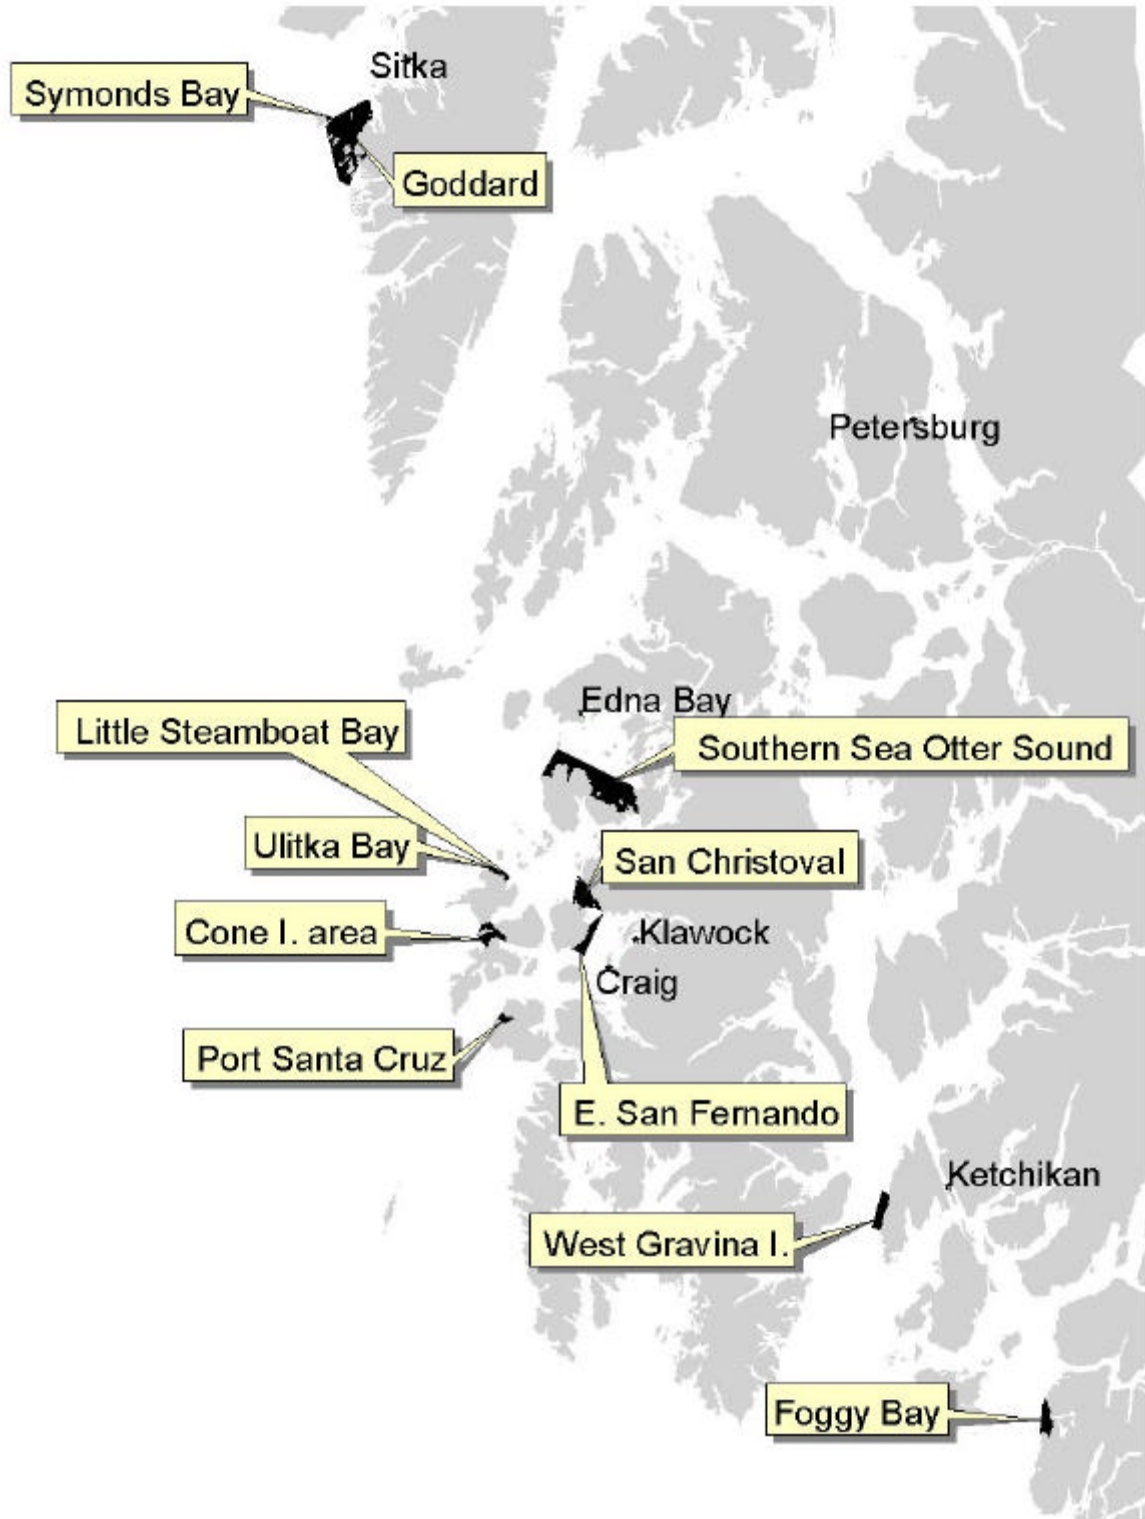 Sitka
Symonds Bay
Goddard
Petersburg
Edna Bay
Little Steamboat Bay
Southern Sea Otter Sound
Ulitka Bay
San Christoval
Cone I. area
Klawock
Craig
Port Santa Cruz
E. San Fernando
Ketchikan
West Gravina I.
Foggy Bay